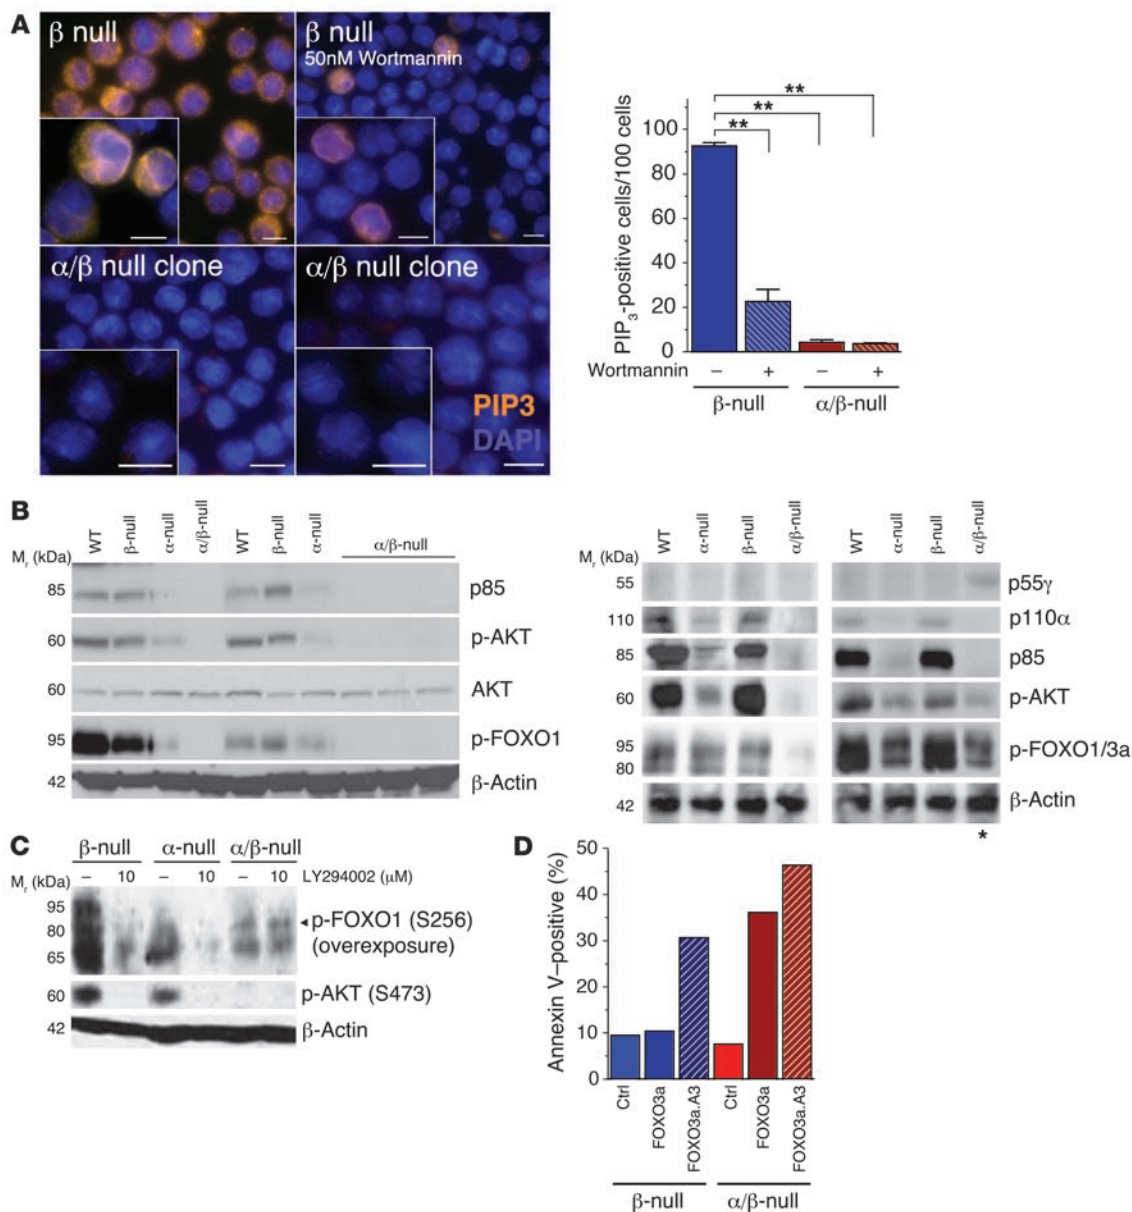 A
β null
β null
50nM Wortmannin
α/β null clone
α/β null clone
PIP3
DAPI
PIP₃-positive cells/100 cells
100
80
60
40
20
0
**
**
**
Wortmannin − + − +
β-null α/β-null
B
WT β-null α-null α/β-null WT β-null α-null α/β-null
Mr (kDa)
85 p85
60 p-AKT
60 AKT
95 p-FOXO1
42 β-Actin
WT α-null β-null α/β-null WT α-null β-null α/β-null
Mr (kDa)
55 p55γ
110 p110α
85 p85
60 p-AKT
95 p-FOXO1/3a
80
42 β-Actin
*
C
β-null α-null α/β-null
Mr (kDa) − 10 − 10 − 10 LY294002 (μM)
95
80 p-FOXO1 (S256)
65 (overexposure)
60 p-AKT (S473)
42 β-Actin
D
Annexin V–positive (%)
50
40
30
20
10
0
Ctrl FOXO3a FOXO3a.A3 Ctrl FOXO3a FOXO3a.A3
β-null α/β-null